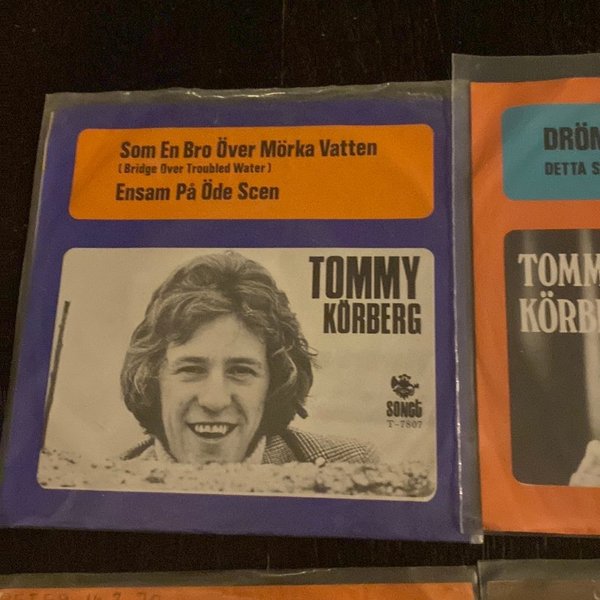 Som En Bro Över Mörka Vatten
(Bridge Over Troubled Water)
Ensam På Öde Scen
TOMMY
KÖRBERG
SONET
T-7807
DRÖM
DETTA S
TOMM
KÖRB